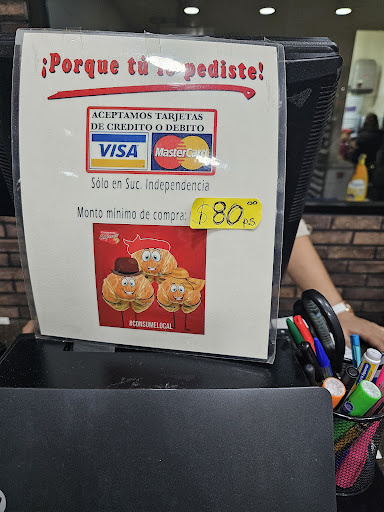 ¡Porque tú lo pediste!
ACEPTAMOS TARJETAS
DE CREDITO O DEBITO
VISA
MasterCard
Sólo en Suc. Independencia
Monto mínimo de compra: $80.00 PS
#CONSUMELOCAL